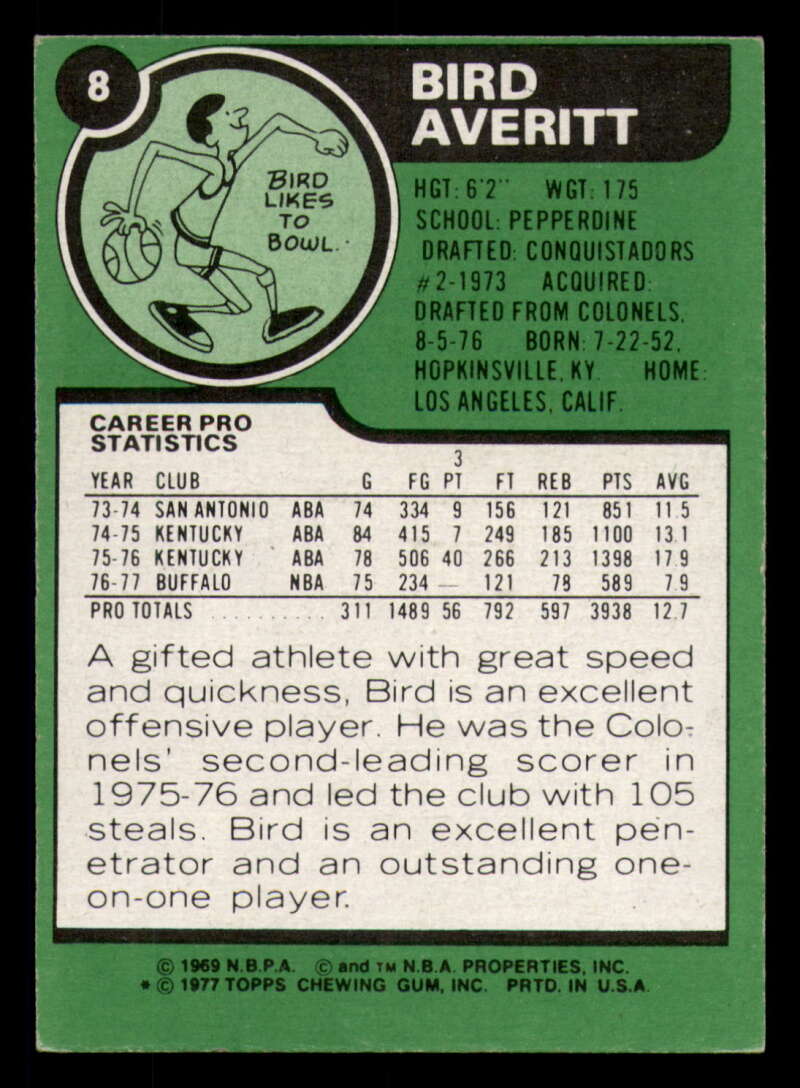 8
BIRD
AVERITT
BIRD
LIKES
TO
BOWL.
HGT: 6'2" WGT: 175
SCHOOL: PEPPERDINE
DRAFTED: CONQUISTADORS
#2-1973 ACQUIRED:
DRAFTED FROM COLONELS,
8-5-76 BORN: 7-22-52,
HOPKINSVILLE, KY. HOME:
LOS ANGELES, CALIF.
CAREER PRO
STATISTICS
3
YEAR CLUB G FG PT FT REB PTS AVG
73-74 SAN ANTONIO ABA 74 334 9 156 121 851 11.5
74-75 KENTUCKY ABA 84 415 7 249 185 1100 13.1
75-76 KENTUCKY ABA 78 506 40 266 213 1398 17.9
76-77 BUFFALO NBA 75 234 — 121 78 589 7.9
PRO TOTALS .......... 311 1489 56 792 597 3938 12.7
A gifted athlete with great speed
and quickness, Bird is an excellent
offensive player. He was the Colo-
nels' second-leading scorer in
1975-76 and led the club with 105
steals. Bird is an excellent pen-
etrator and an outstanding one-
on-one player.
© 1969 N.B.P.A. © and TM N.B.A. PROPERTIES, INC.
* © 1977 TOPPS CHEWING GUM, INC. PRTD. IN U.S.A.